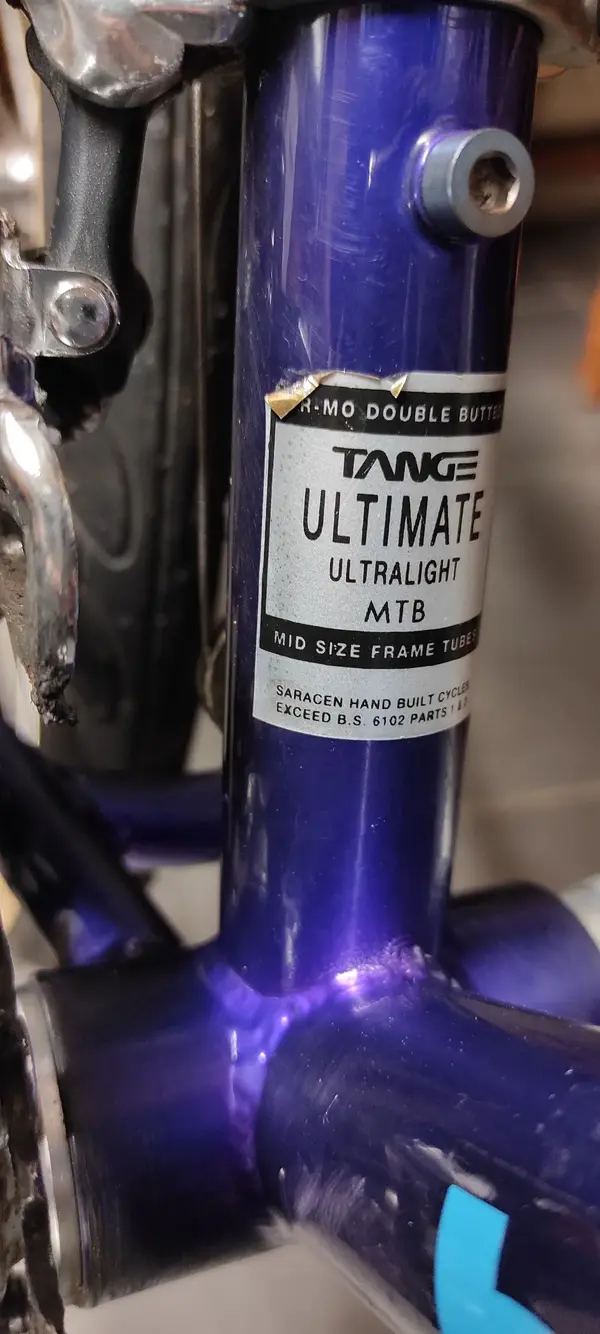 R-MO DOUBLE BUTTED
TANGE
ULTIMATE
ULTRALIGHT
MTB
MID SIZE FRAME TUBES
SARACEN HAND BUILT CYCLES
EXCEED B.S. 6102 PARTS 1 &